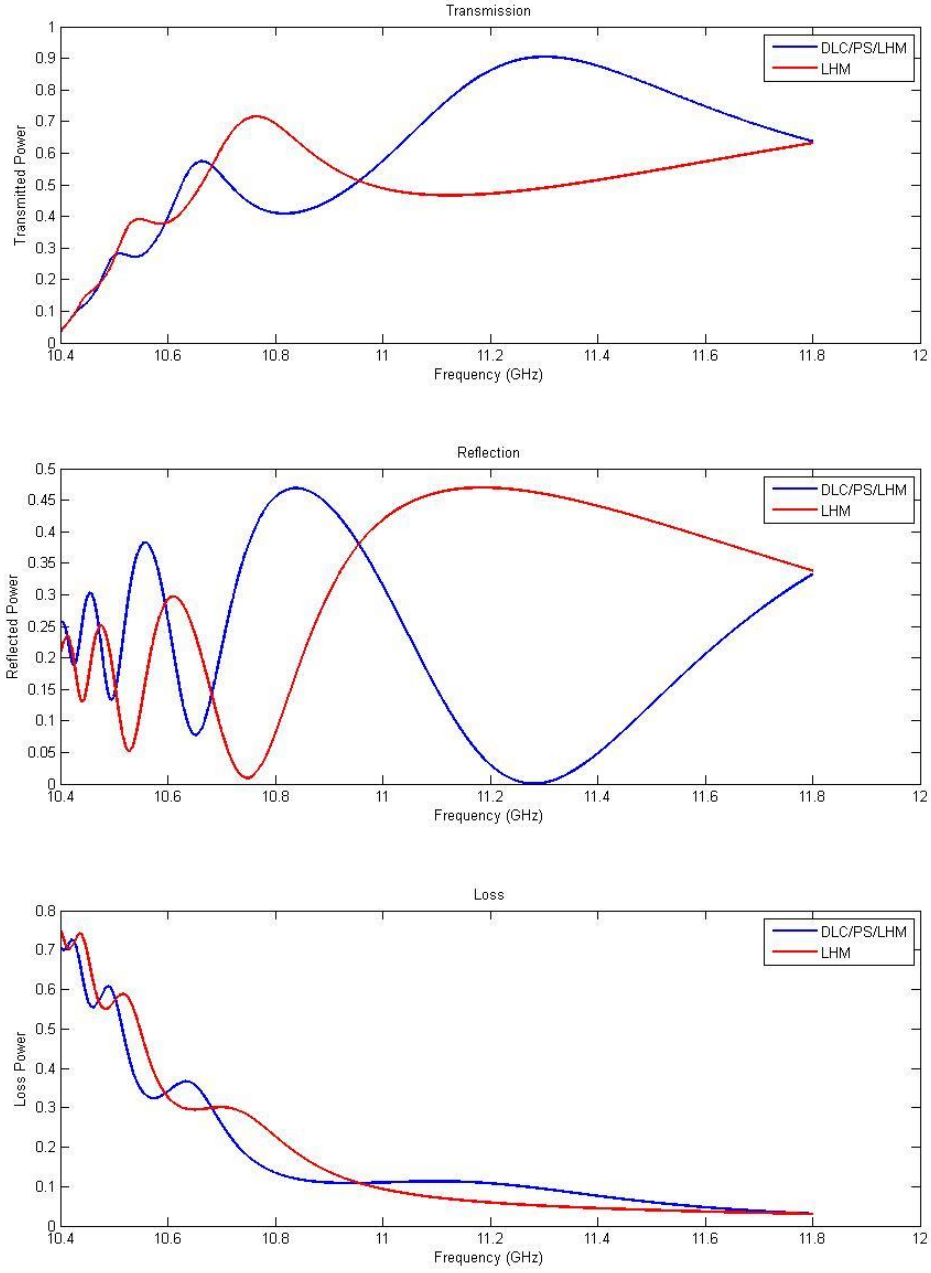 Transmission
1
0.9
0.8
0.7
0.6
0.5
0.4
0.3
0.2
0.1
0
Transmitted Power
DLC/PS/LHM
LHM
10.4 10.6 10.8 11 11.2 11.4 11.6 11.8 12
Frequency (GHz)
Reflection
0.5
0.45
0.4
0.35
0.3
0.25
0.2
0.15
0.1
0.05
0
Reflected Power
DLC/PS/LHM
LHM
10.4 10.6 10.8 11 11.2 11.4 11.6 11.8 12
Frequency (GHz)
Loss
0.8
0.7
0.6
0.5
0.4
0.3
0.2
0.1
0
Loss Power
DLC/PS/LHM
LHM
10.4 10.6 10.8 11 11.2 11.4 11.6 11.8 12
Frequency (GHz)